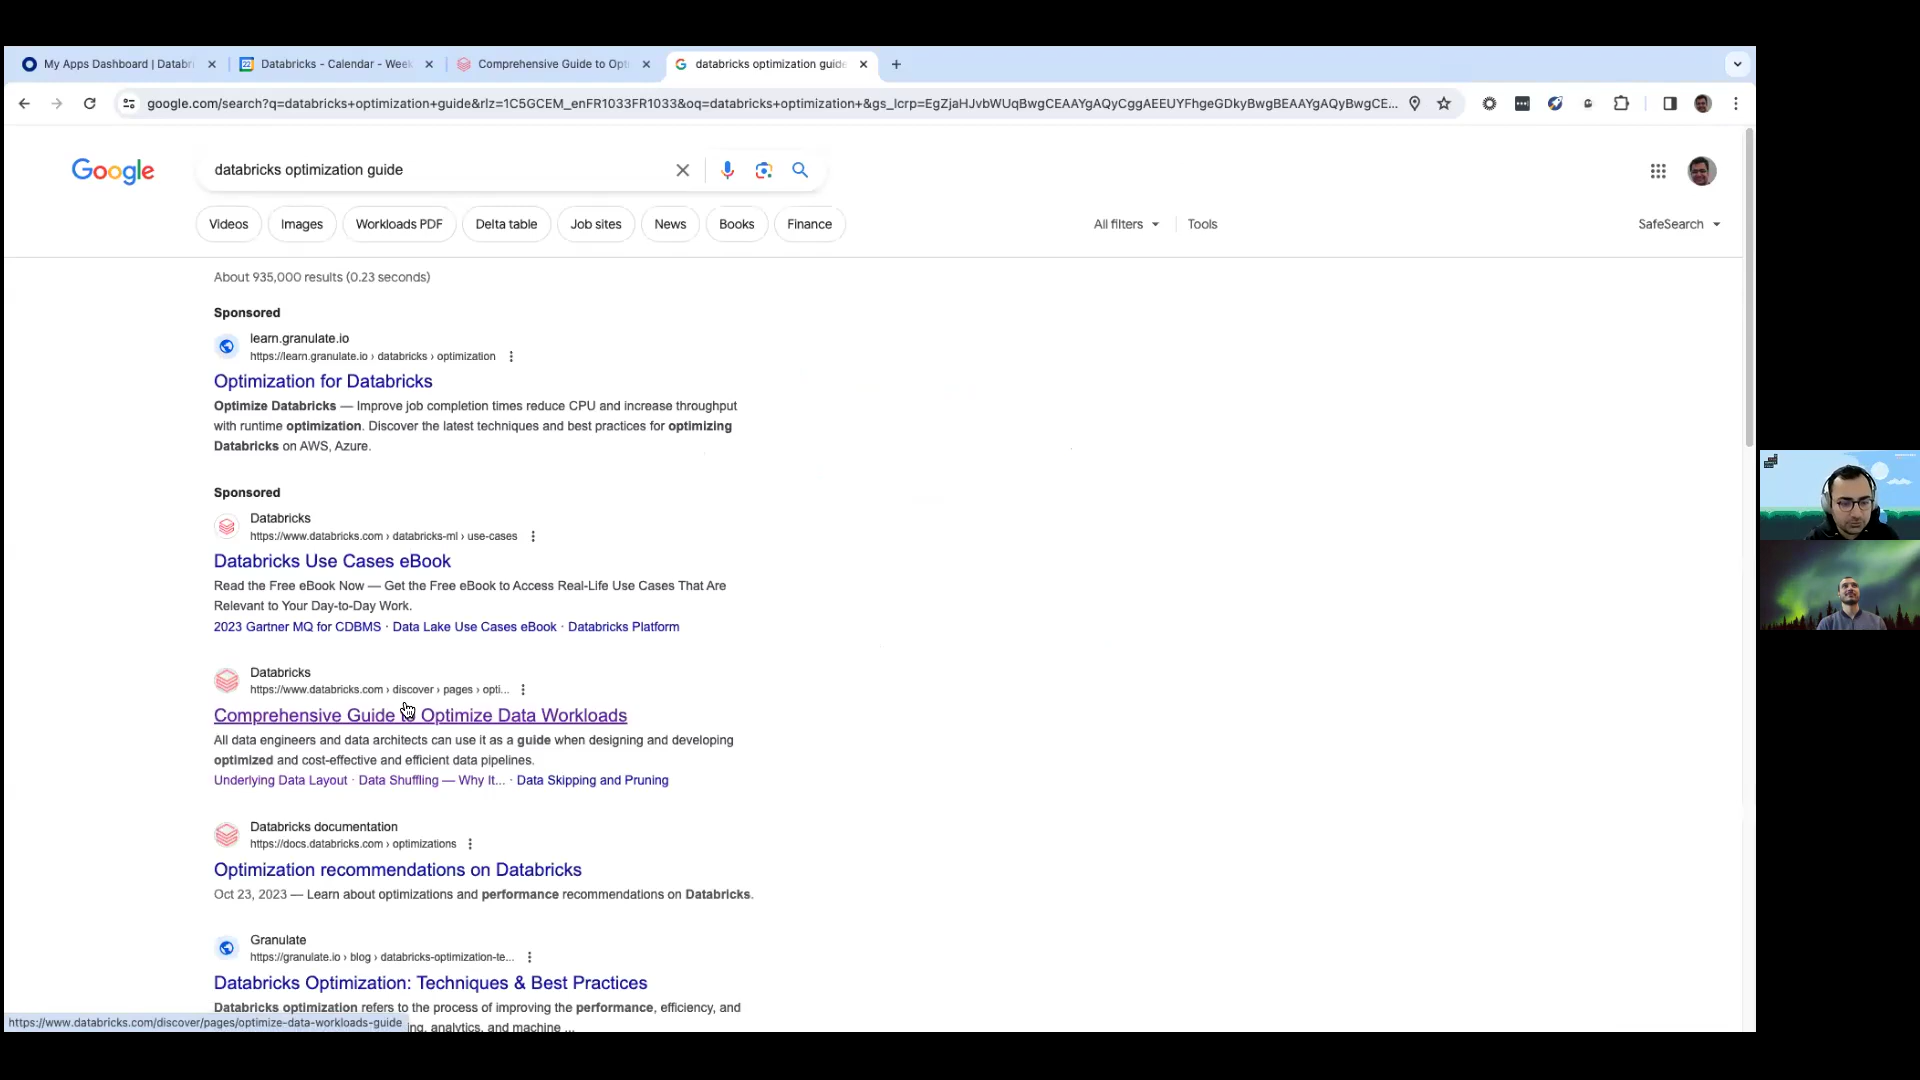 My Apps Dashboard | Databr
Databricks - Calendar - Week
Comprehensive Guide to Opt
databricks optimization guide
google.com/search?q=databricks+optimization+guide&rlz=1C5GCEM_enFR1033FR1033&oq=databricks+optimization+&gs_lcrp=EgZjaHJvbWUqBwgCEAAYgAQyCggAEEUYFhgeGDkyBwgBEAAYgAQyBwgCE...
Google
databricks optimization guide
Videos
Images
Workloads PDF
Delta table
Job sites
News
Books
Finance
All filters
Tools
SafeSearch
About 935,000 results (0.23 seconds)
Sponsored
learn.granulate.io
https://learn.granulate.io › databricks › optimization
Optimization for Databricks
Optimize Databricks — Improve job completion times reduce CPU and increase throughput
with runtime optimization. Discover the latest techniques and best practices for optimizing
Databricks on AWS, Azure.
Sponsored
Databricks
https://www.databricks.com › databricks-ml › use-cases
Databricks Use Cases eBook
Read the Free eBook Now — Get the Free eBook to Access Real-Life Use Cases That Are
Relevant to Your Day-to-Day Work.
2023 Gartner MQ for CDBMS · Data Lake Use Cases eBook · Databricks Platform
Databricks
https://www.databricks.com › discover › pages › opti...
Comprehensive Guide to Optimize Data Workloads
All data engineers and data architects can use it as a guide when designing and developing
optimized and cost-effective and efficient data pipelines.
Underlying Data Layout · Data Shuffling — Why It... · Data Skipping and Pruning
Databricks documentation
https://docs.databricks.com › optimizations
Optimization recommendations on Databricks
Oct 23, 2023 — Learn about optimizations and performance recommendations on Databricks.
Granulate
https://granulate.io › blog › databricks-optimization-te...
Databricks Optimization: Techniques & Best Practices
Databricks optimization refers to the process of improving the performance, efficiency, and
ng, analytics, and machine ...
https://www.databricks.com/discover/pages/optimize-data-workloads-guide